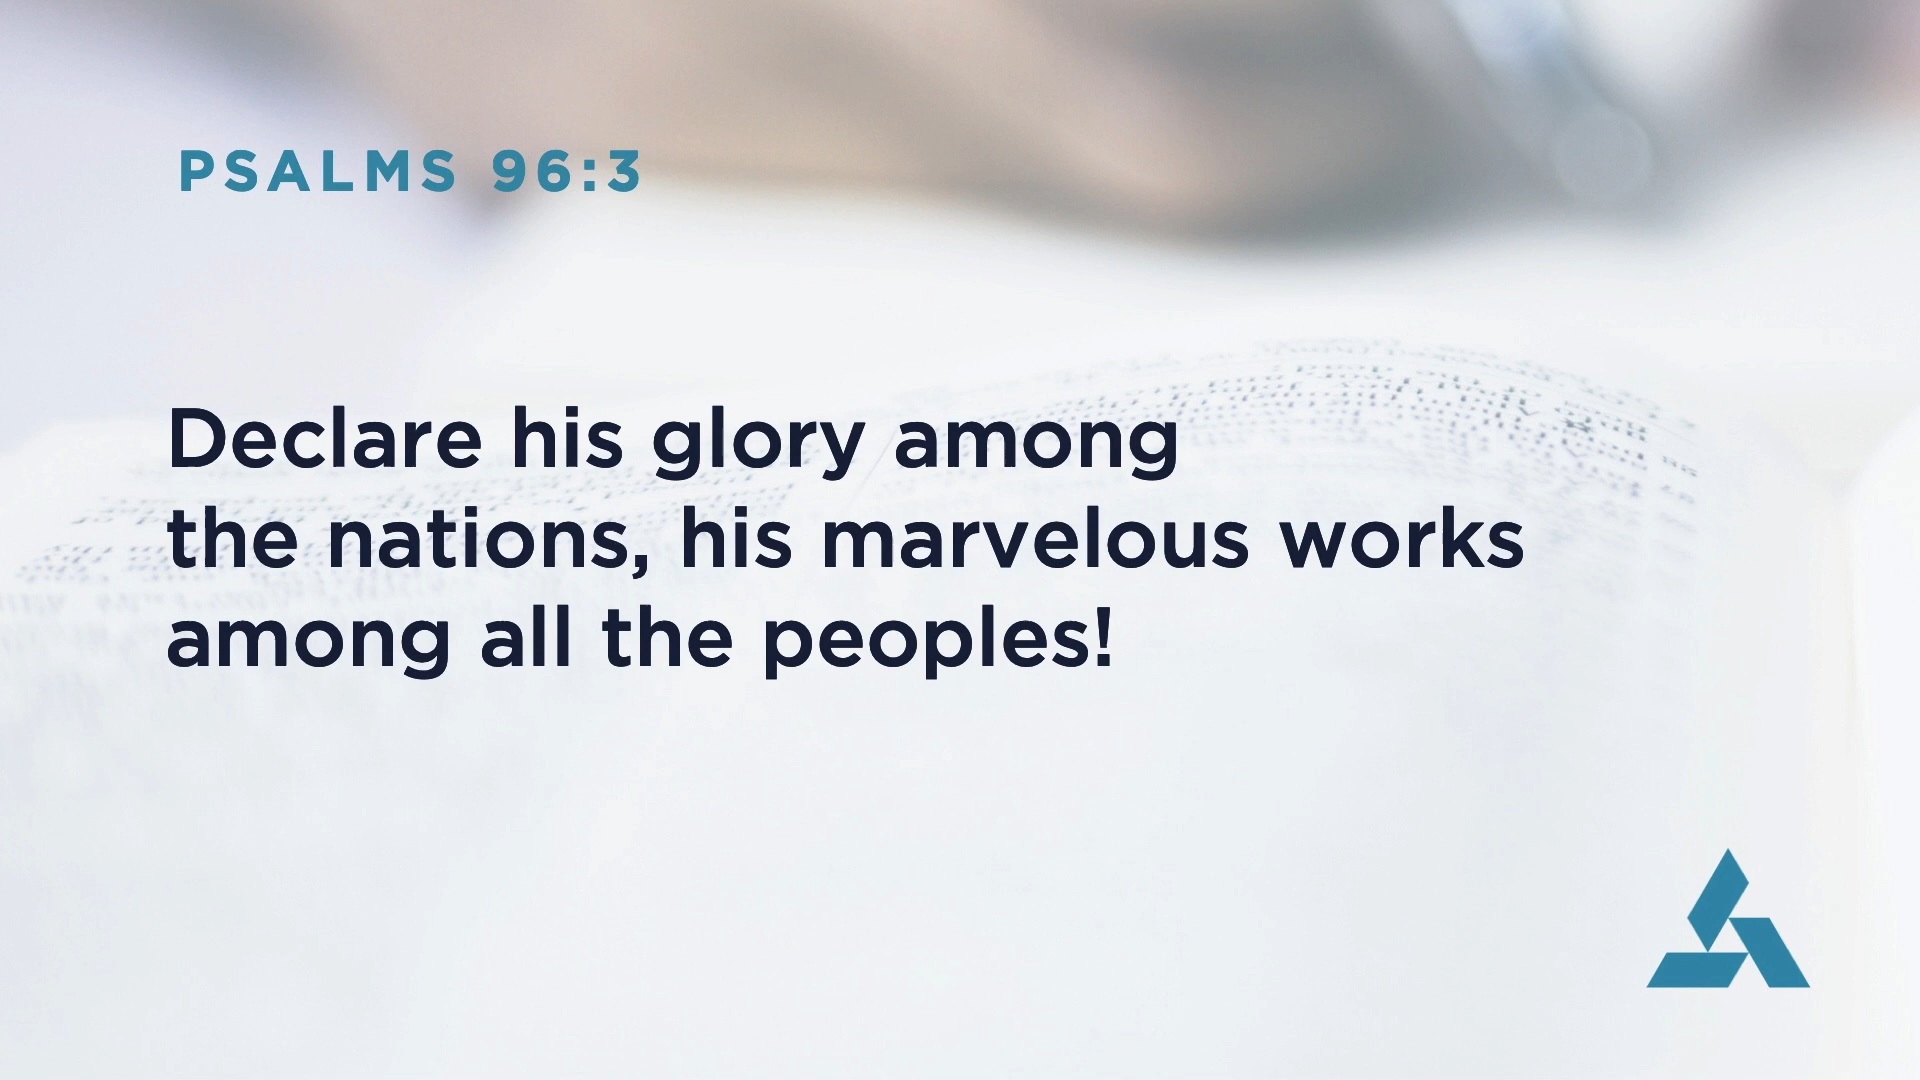 PSALMS 96:3
Declare his glory among
the nations, his marvelous works
among all the peoples!